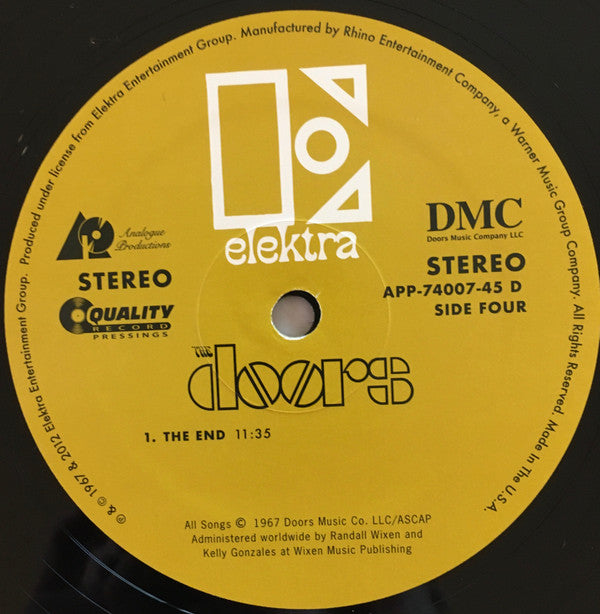 Produced under license from Elektra Entertainment Group. Manufactured by Rhino Entertainment Company, a Warner Music Group Company. All Rights Reserved. Made In The U.S.A.
℗ & © 1967 & 2012 Elektra Entertainment Group.
elektra
Analogue
Productions
STEREO
QUALITY
RECORD
PRESSINGS
DMC
Doors Music Company LLC
STEREO
APP-74007-45 D
SIDE FOUR
THE
doors
1. THE END 11:35
All Songs © 1967 Doors Music Co. LLC/ASCAP
Administered worldwide by Randall Wixen and
Kelly Gonzales at Wixen Music Publishing